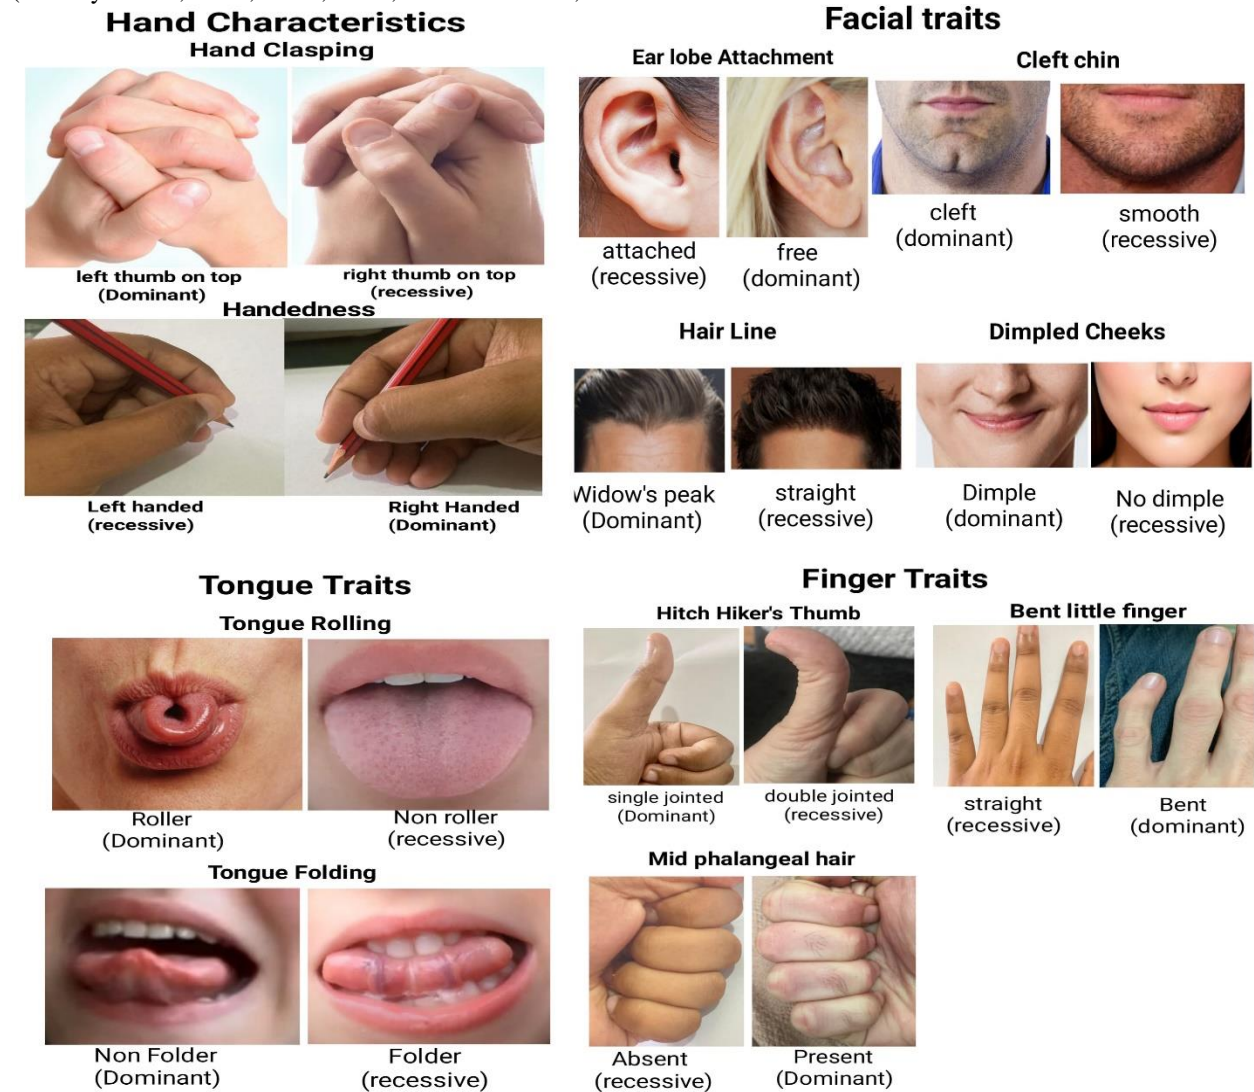 Hand Characteristics
Hand Clasping
left thumb on top
(Dominant)
right thumb on top
(recessive)
Handedness
Left handed
(recessive)
Right Handed
(Dominant)
Facial traits
Ear lobe Attachment
attached
(recessive)
free
(dominant)
Cleft chin
cleft
(dominant)
smooth
(recessive)
Hair Line
Widow's peak
(Dominant)
straight
(recessive)
Dimpled Cheeks
Dimple
(dominant)
No dimple
(recessive)
Tongue Traits
Tongue Rolling
Roller
(Dominant)
Non roller
(recessive)
Tongue Folding
Non Folder
(Dominant)
Folder
(recessive)
Finger Traits
Hitch Hiker's Thumb
single jointed
(Dominant)
double jointed
(recessive)
Bent little finger
straight
(recessive)
Bent
(dominant)
Mid phalangeal hair
Absent
(recessive)
Present
(Dominant)